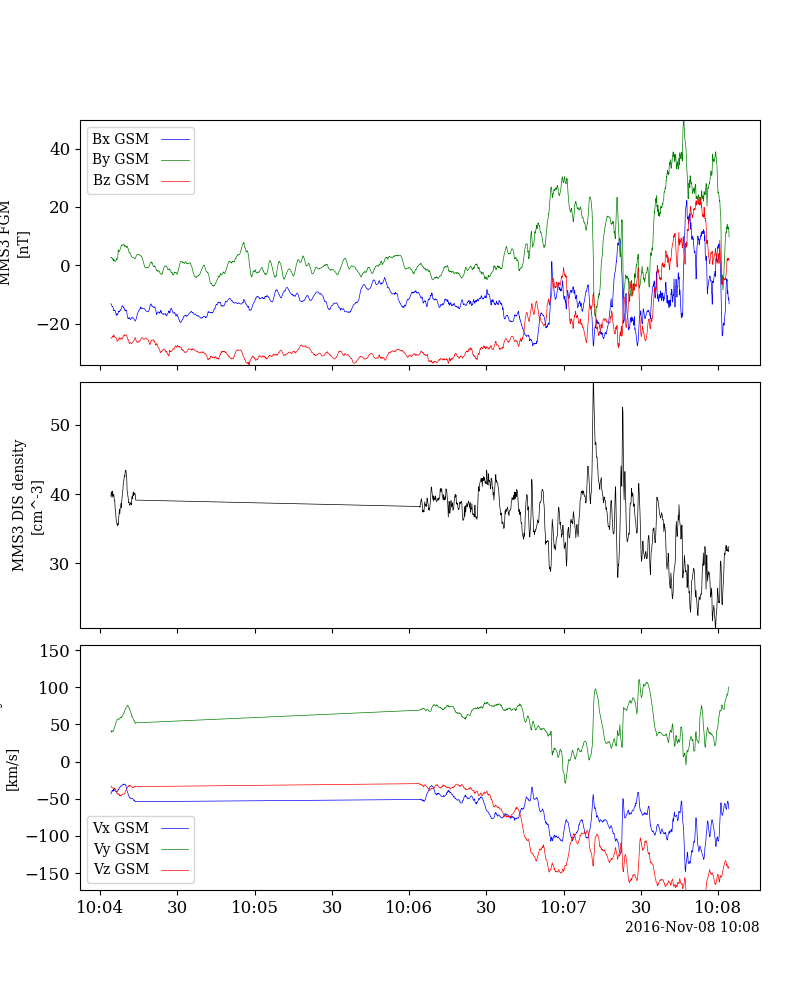 MMS3 FGM
[nT]
40
20
0
−20
Bx GSM
By GSM
Bz GSM
MMS3 DIS density
[cm^-3]
50
40
30
[km/s]
150
100
50
0
−50
−100
−150
Vx GSM
Vy GSM
Vz GSM
10:04
30
10:05
30
10:06
30
10:07
30
10:08
2016-Nov-08 10:08